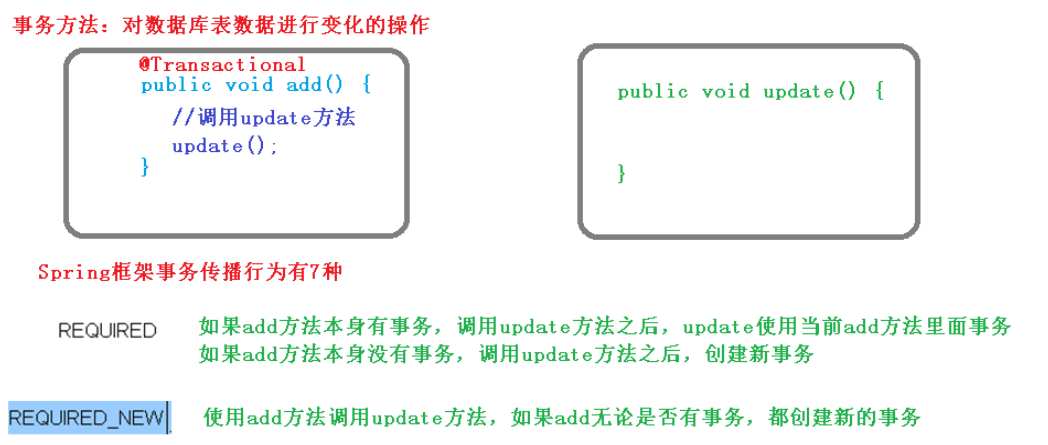 事务方法：对数据库表数据进行变化的操作
@Transactional
public void add() {
//调用update方法
update();
}
public void update() {
}
Spring框架事务传播行为有7种
REQUIRED
如果add方法本身有事务，调用update方法之后，update使用当前add方法里面事务
如果add方法本身没有事务，调用update方法之后，创建新事务
REQUIRED_NEW
使用add方法调用update方法，如果add无论是否有事务，都创建新的事务